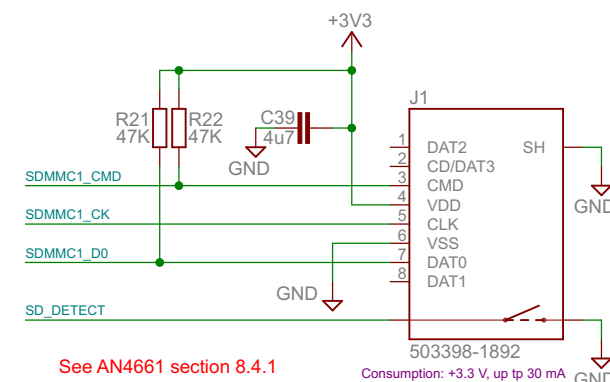 +3V3
J1
R21
47K
R22
47K
C39
4u7
GND
1 DAT2
2 CD/DAT3
3 CMD
4 VDD
5 CLK
6 VSS
7 DAT0
8 DAT1
SH
GND
SDMMC1_CMD
SDMMC1_CK
SDMMC1_D0
GND
SD_DETECT
503398-1892
See AN4661 section 8.4.1
Consumption: +3.3 V, up tp 30 mA
GND